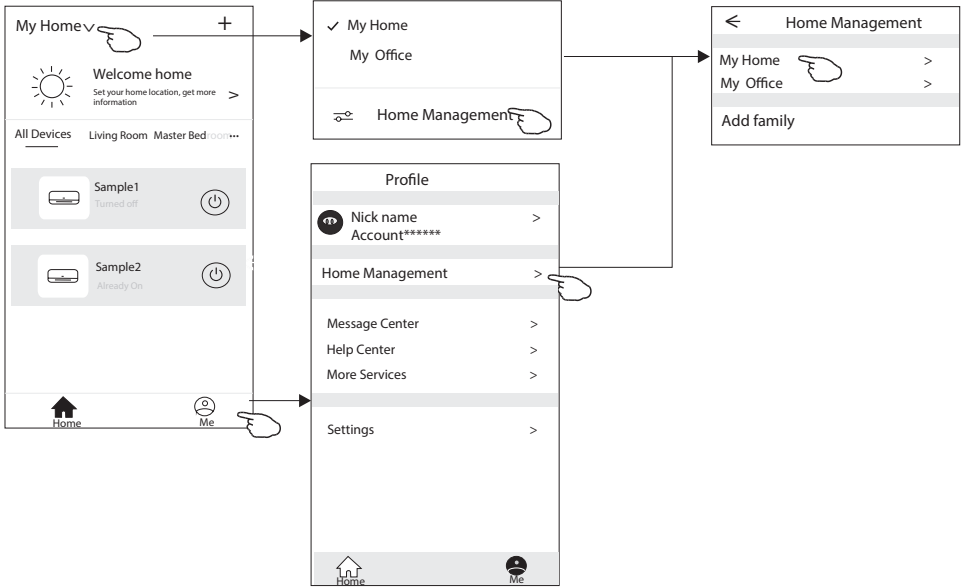 My Home
+
Welcome home
Set your home location, get more
information
>
All Devices Living Room Master Bedroom...
Sample1
Turned off
Sample2
Already On
Home
Me
✓ My Home
My Office
Home Management
Profile
Nick name
>
Account******
Home Management >
Message Center >
Help Center >
More Services >
Settings >
Home
Me
Home Management
My Home >
My Office >
Add family